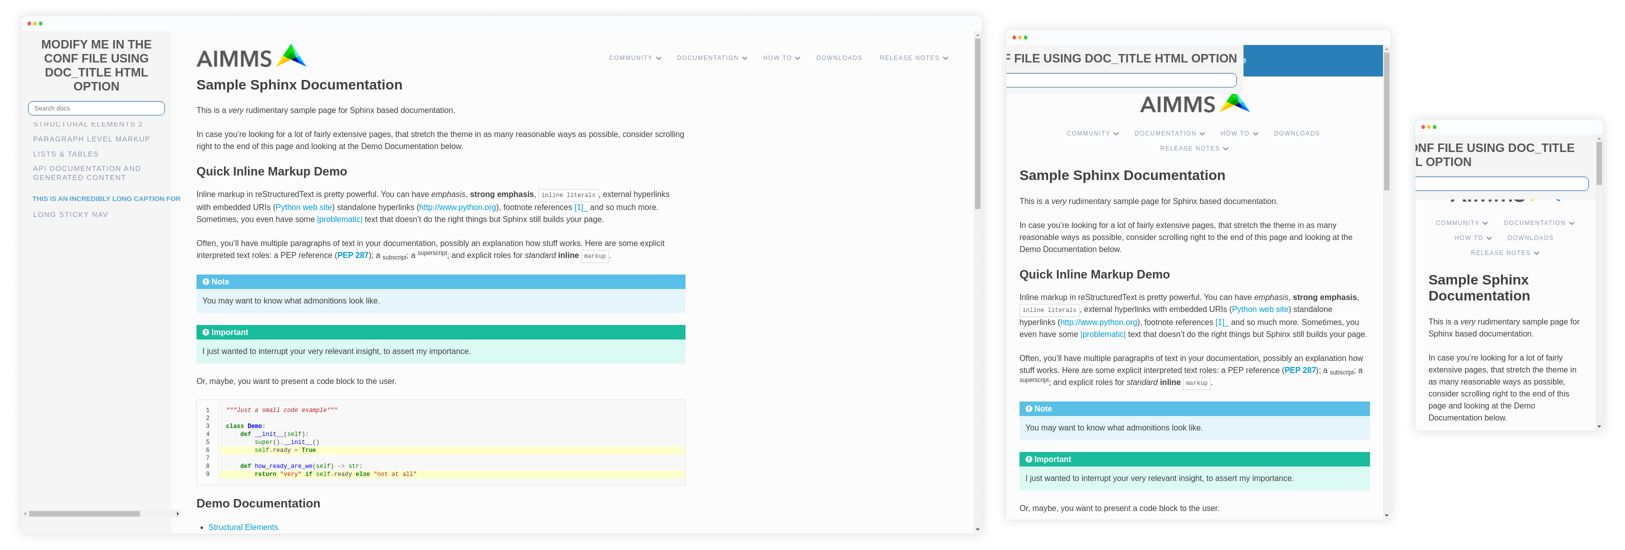 MODIFY ME IN THE
CONF FILE USING
DOC_TITLE HTML
OPTION
Search docs
STRUCTURAL ELEMENTS 2
PARAGRAPH LEVEL MARKUP
LISTS & TABLES
API DOCUMENTATION AND
GENERATED CONTENT
THIS IS AN INCREDIBLY LONG CAPTION FOR
LONG STICKY NAV
AIMMS
COMMUNITY DOCUMENTATION HOW TO DOWNLOADS RELEASE NOTES
Sample Sphinx Documentation
This is a very rudimentary sample page for Sphinx based documentation.
In case you're looking for a lot of fairly extensive pages, that stretch the theme in as many reasonable ways as possible, consider scrolling
right to the end of this page and looking at the Demo Documentation below.
Quick Inline Markup Demo
Inline markup in reStructuredText is pretty powerful. You can have emphasis, strong emphasis, inline literals, external hyperlinks
with embedded URIs (Python web site) standalone hyperlinks (http://www.python.org), footnote references [1]_ and so much more.
Sometimes, you even have some |problematic| text that doesn't do the right things but Sphinx still builds your page.
Often, you'll have multiple paragraphs of text in your documentation, possibly an explanation how stuff works. Here are some explicit
interpreted text roles: a PEP reference (PEP 287); a subscript; a superscript; and explicit roles for standard inline markup.
Note
You may want to know what admonitions look like.
Important
I just wanted to interrupt your very relevant insight, to assert my importance.
Or, maybe, you want to present a code block to the user.
1 """Just a small code example"""
2
3 class Demo:
4 def __init__(self):
5 super().__init__()
6 self.ready = True
7
8 def how_ready_are_we(self) -> str:
9 return "very" if self.ready else "not at all"
Demo Documentation
• Structural Elements
FILE USING DOC_TITLE HTML OPTION
AIMMS
COMMUNITY DOCUMENTATION HOW TO DOWNLOADS
RELEASE NOTES
Sample Sphinx Documentation
This is a very rudimentary sample page for Sphinx based documentation.
In case you're looking for a lot of fairly extensive pages, that stretch the theme in as many
reasonable ways as possible, consider scrolling right to the end of this page and looking at the
Demo Documentation below.
Quick Inline Markup Demo
Inline markup in reStructuredText is pretty powerful. You can have emphasis, strong emphasis,
inline literals, external hyperlinks with embedded URIs (Python web site) standalone
hyperlinks (http://www.python.org), footnote references [1]_ and so much more. Sometimes, you
even have some |problematic| text that doesn't do the right things but Sphinx still builds your page.
Often, you'll have multiple paragraphs of text in your documentation, possibly an explanation how
stuff works. Here are some explicit interpreted text roles: a PEP reference (PEP 287); a subscript; a
superscript; and explicit roles for standard inline markup.
Note
You may want to know what admonitions look like.
Important
I just wanted to interrupt your very relevant insight, to assert my importance.
Or, maybe, you want to present a code block to the user.
ONF FILE USING DOC_TITLE
L OPTION
COMMUNITY DOCUMENTATION
HOW TO DOWNLOADS
RELEASE NOTES
Sample Sphinx
Documentation
This is a very rudimentary sample page for
Sphinx based documentation.
In case you're looking for a lot of fairly
extensive pages, that stretch the theme in
as many reasonable ways as possible,
consider scrolling right to the end of this
page and looking at the Demo
Documentation below.